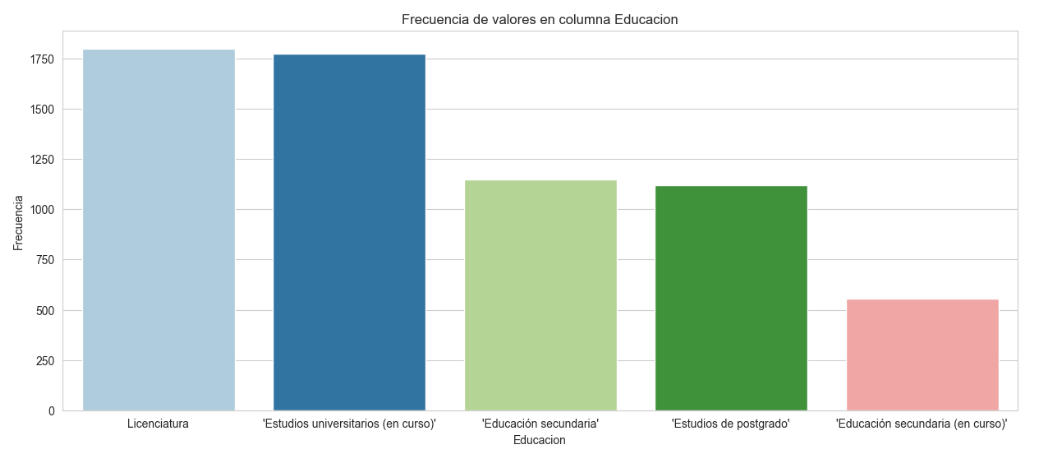 Frecuencia de valores en columna Educacion
1750
1500
1250
1000
750
500
250
0
Frecuencia
Licenciatura
'Estudios universitarios (en curso)'
'Educación secundaria'
'Estudios de postgrado'
'Educación secundaria (en curso)'
Educacion